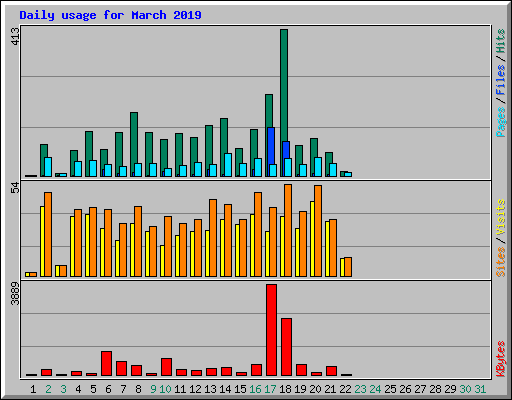 Daily usage for March 2019
413
Pages / Files / Hits
54
Sites / Visits
3889
KBytes
1 2 3 4 5 6 7 8 9 10 11 12 13 14 15 16 17 18 19 20 21 22 23 24 25 26 27 28 29 30 31